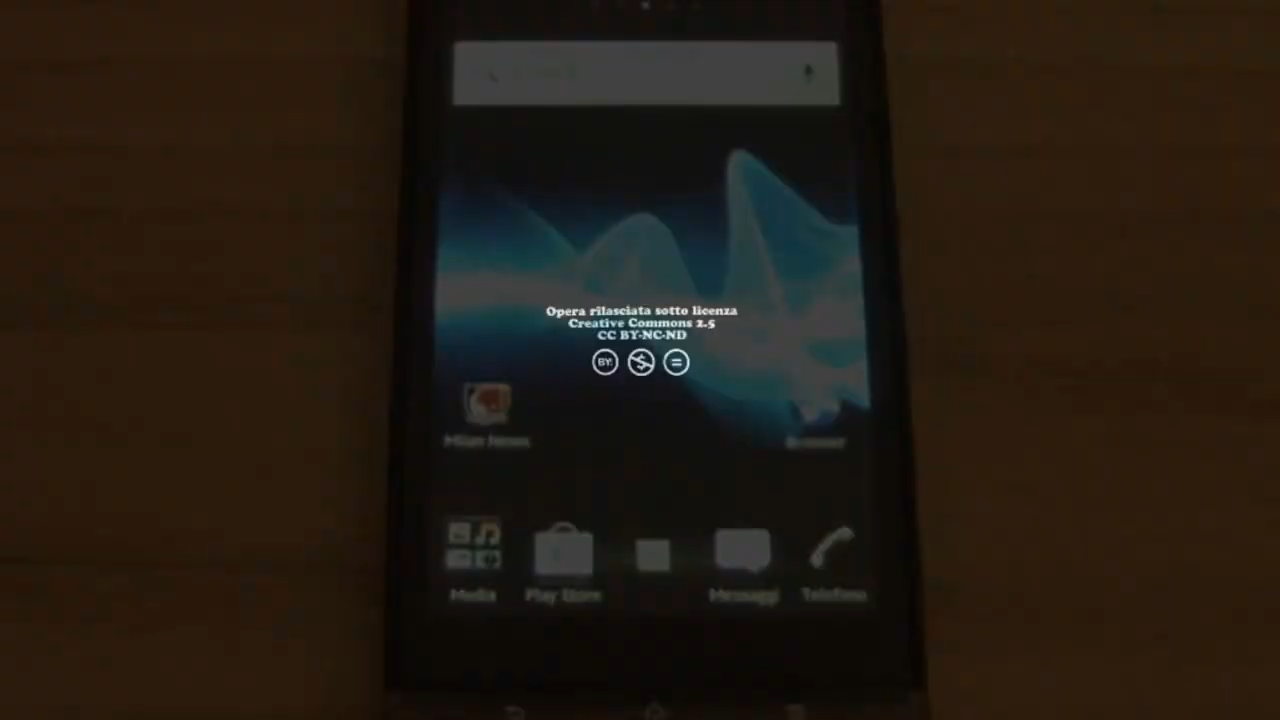 Opera rilasciata sotto licenza
Creative Commons 2.5
CC BY-NC-ND
BY:
$
=
Milan News
Browser
Media
Play Store
Messaggi
Telefono